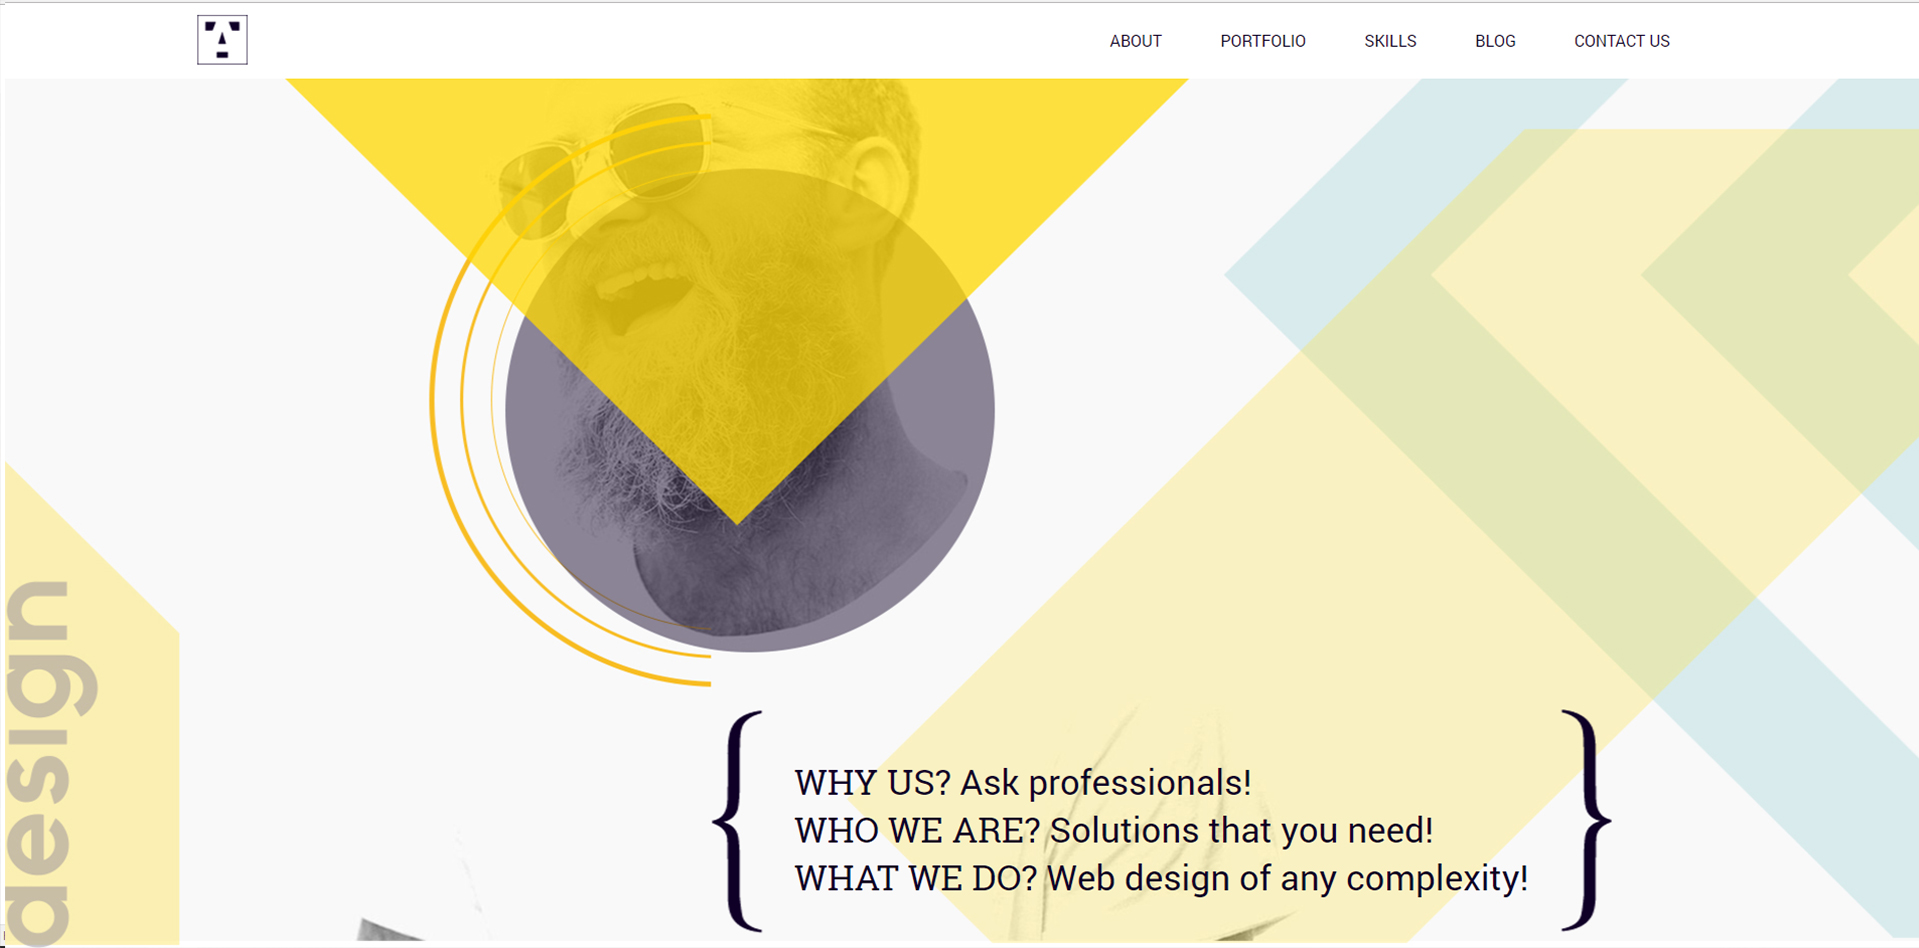 ABOUT PORTFOLIO SKILLS BLOG CONTACT US
design
WHY US? Ask professionals!
WHO WE ARE? Solutions that you need!
WHAT WE DO? Web design of any complexity!